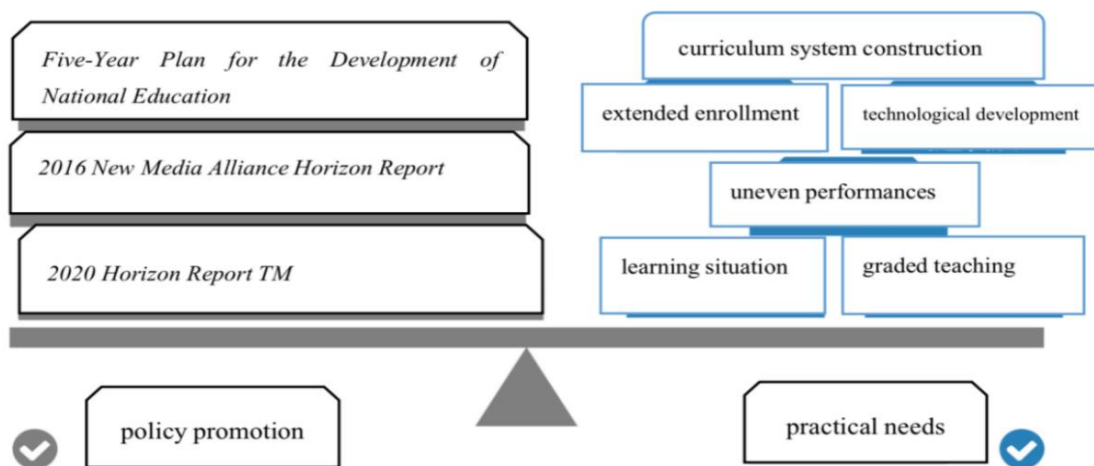 Five-Year Plan for the Development of
National Education
2016 New Media Alliance Horizon Report
2020 Horizon Report TM
curriculum system construction
extended enrollment
technological development
uneven performances
learning situation
graded teaching
policy promotion
practical needs